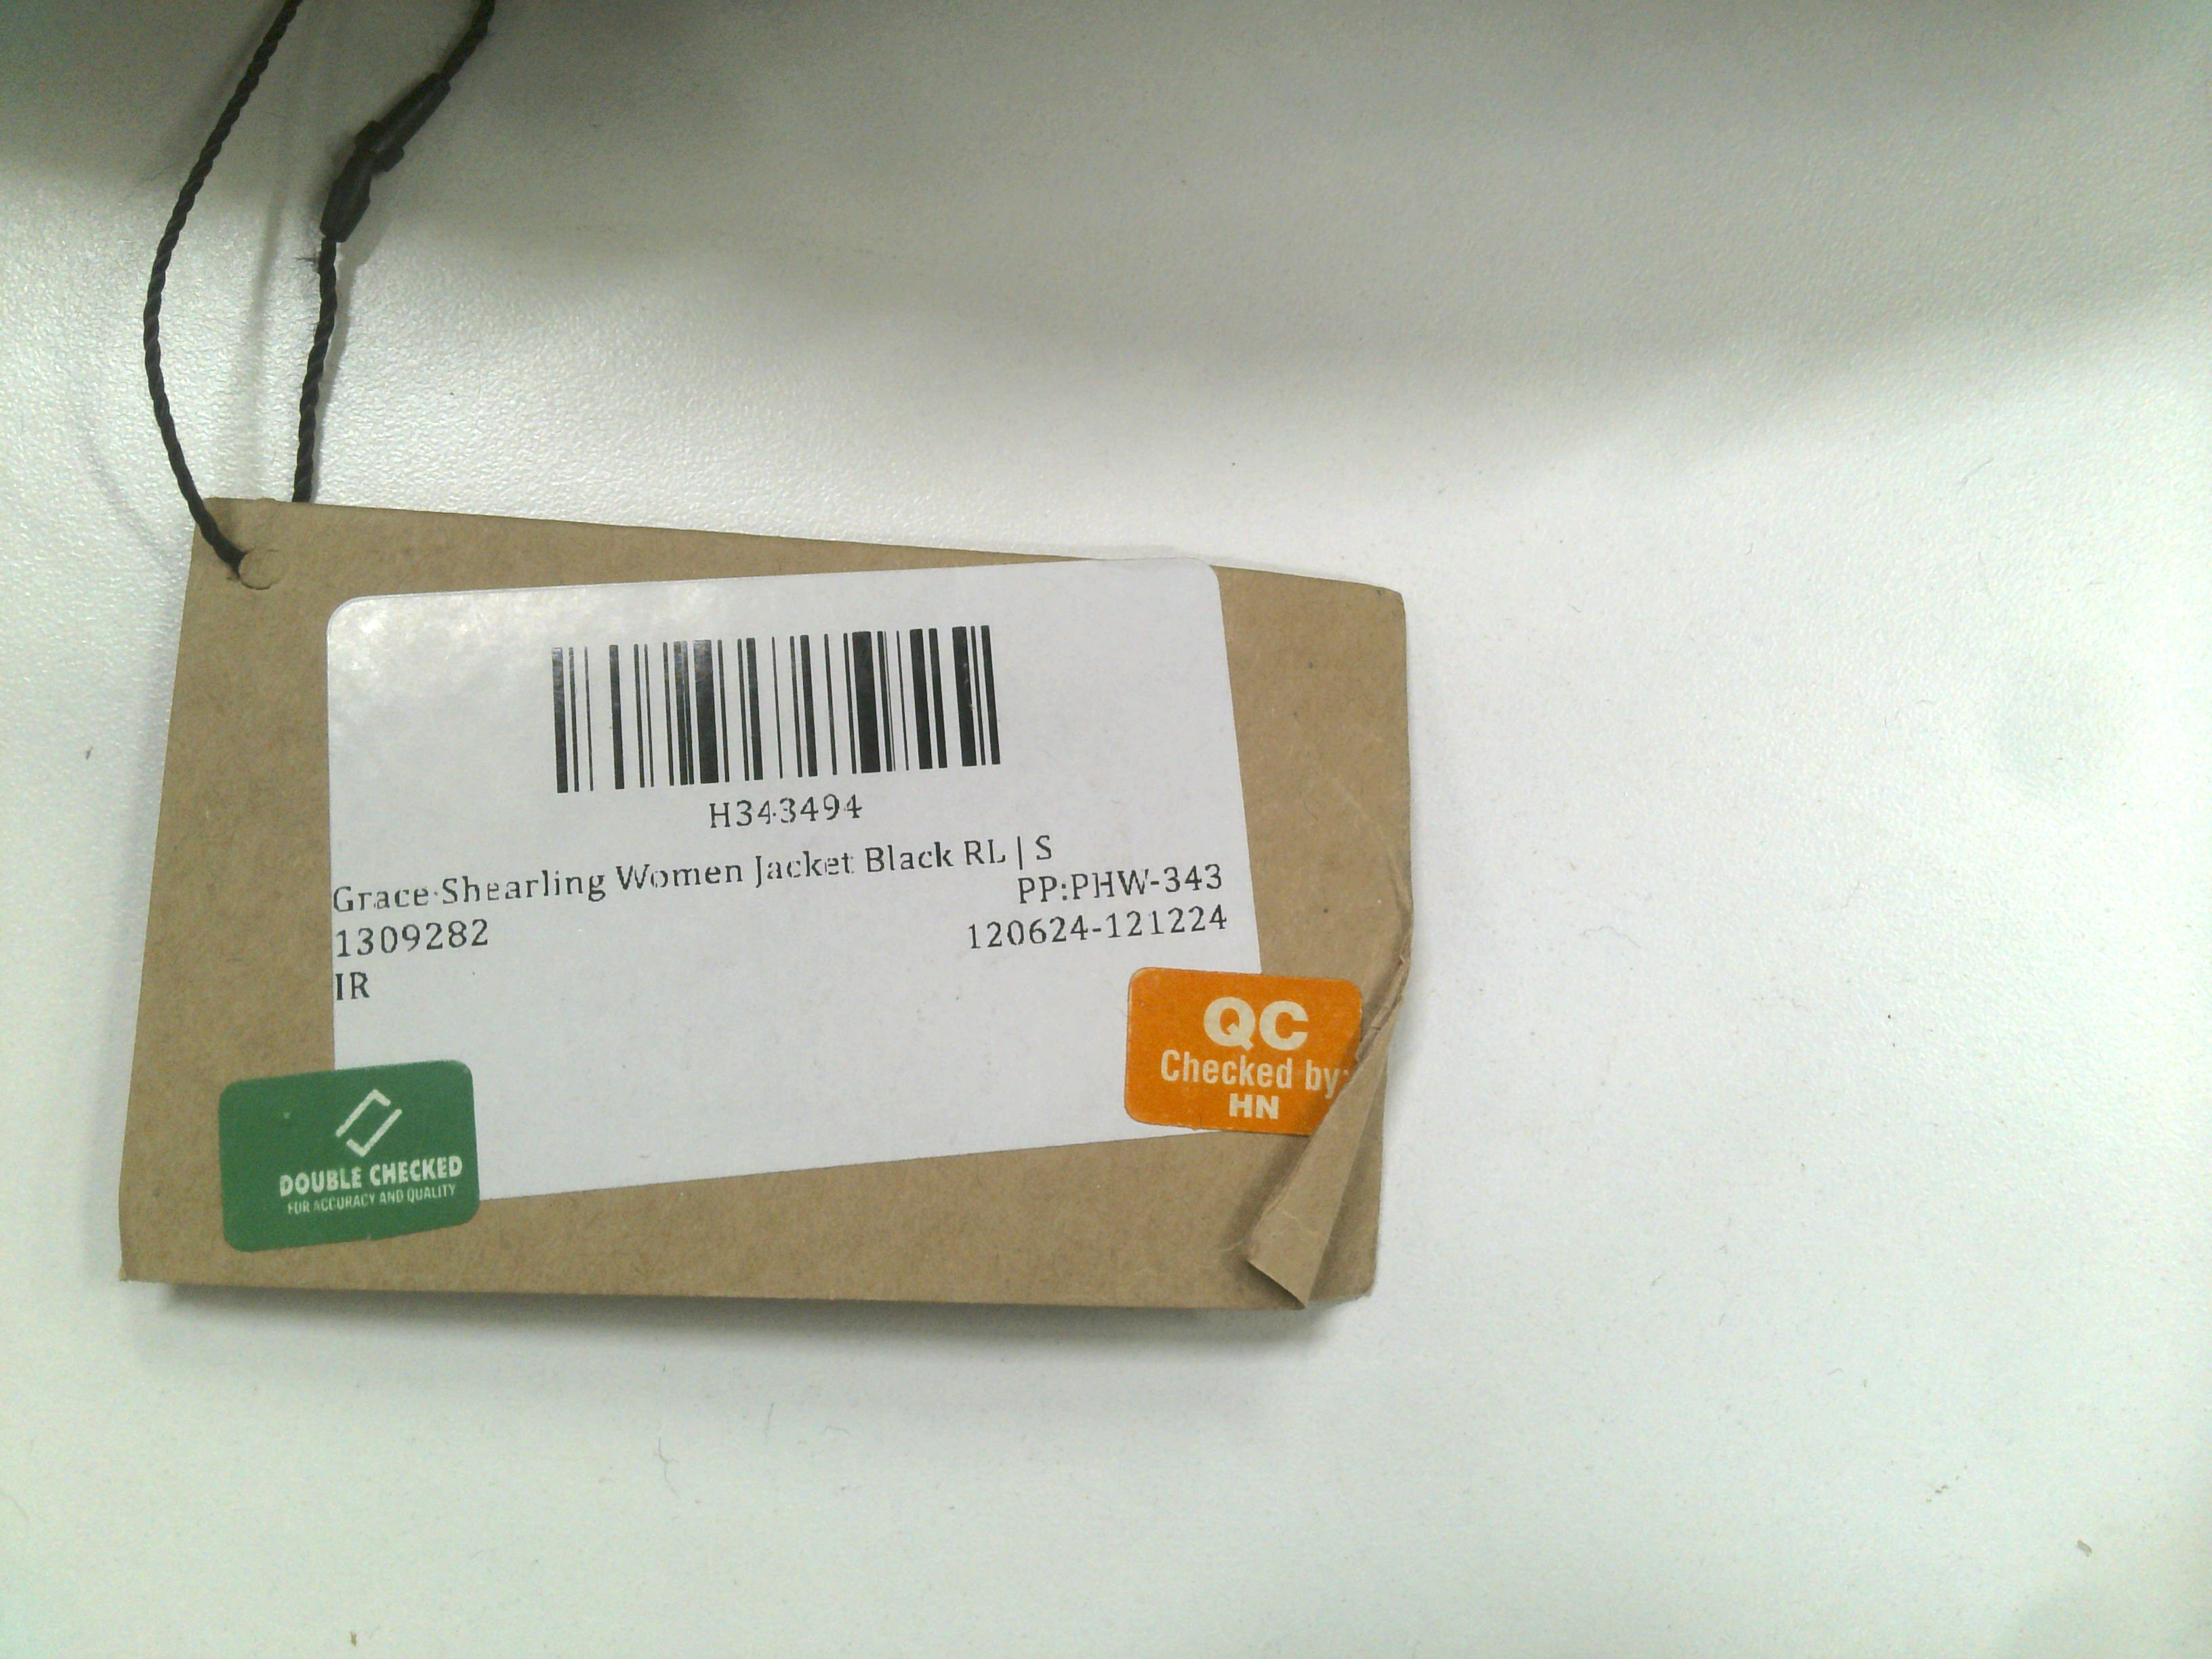 H343494
Grace Shearling Women Jacket Black RL | S
PP:PHW-343
1309282
120624-121224
IR
QC
Checked by:
HN
DOUBLE CHECKED
FOR ACCURACY AND QUALITY